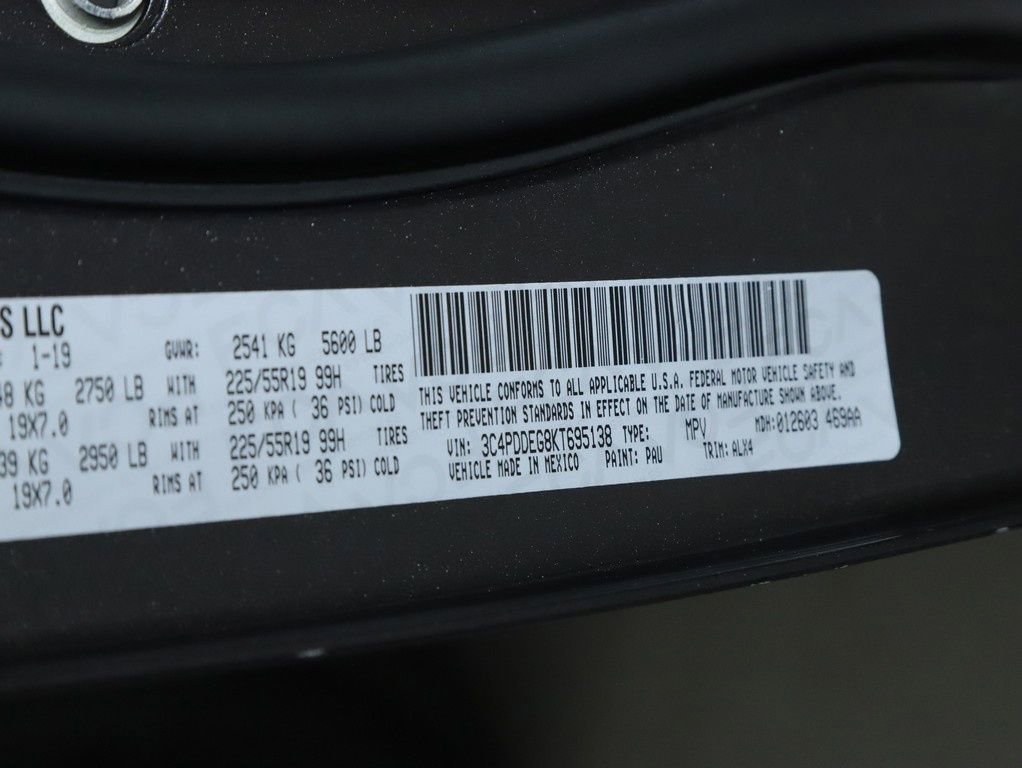 S LLC
1-19 GVWR: 2541 KG 5600 LB
KG 2750 LB WITH 225/55R19 99H TIRES
19X7.0 RIMS AT 250 KPA ( 36 PSI) COLD
39 KG 2950 LB WITH 225/55R19 99H TIRES
19X7.0 RIMS AT 250 KPA ( 36 PSI) COLD
THIS VEHICLE CONFORMS TO ALL APPLICABLE U.S.A. FEDERAL MOTOR VEHICLE SAFETY AND
THEFT PREVENTION STANDARDS IN EFFECT ON THE DATE OF MANUFACTURE SHOWN ABOVE.
VIN: 3C4PDDEG8KT695138 TYPE: MPV MDH:012603 469AA
VEHICLE MADE IN MEXICO PAINT: PAU TRIM: ALX4